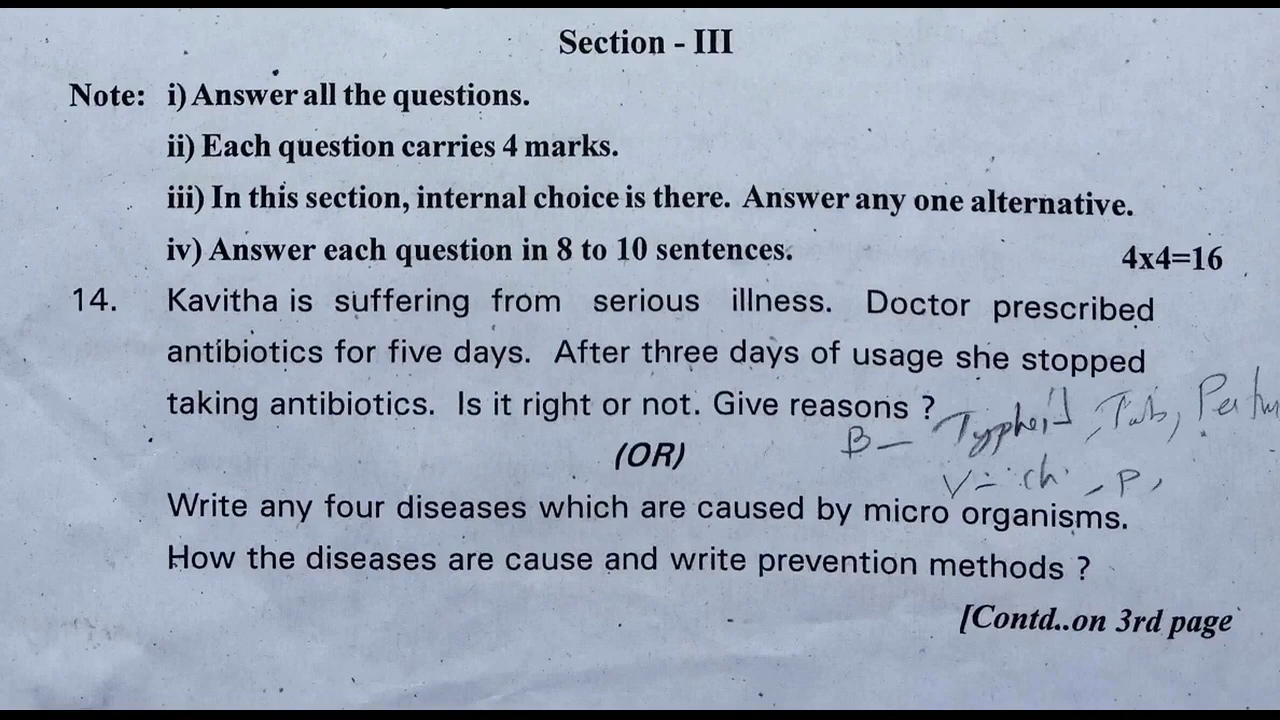 Section - III
Note: i) Answer all the questions.
ii) Each question carries 4 marks.
iii) In this section, internal choice is there. Answer any one alternative.
iv) Answer each question in 8 to 10 sentences.
4x4=16
14. Kavitha is suffering from serious illness. Doctor prescribed
antibiotics for five days. After three days of usage she stopped
taking antibiotics. Is it right or not. Give reasons ?
B - Typhoid, Tub,
(OR)
V - ch , P,
Write any four diseases which are caused by micro organisms.
How the diseases are cause and write prevention methods ?
[Contd..on 3rd page